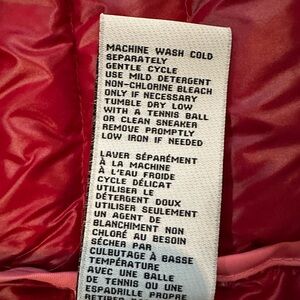 MACHINE WASH COLD
SEPARATELY
GENTLE CYCLE
USE MILD DETERGENT
NON-CHLORINE BLEACH
ONLY IF NECESSARY
TUMBLE DRY LOW
WITH A TENNIS BALL
OR CLEAN SNEAKER
REMOVE PROMPTLY
LOW IRON IF NEEDED
LAVER SÉPARÉMENT
À LA MACHINE
À L'EAU FROIDE
CYCLE DÉLICAT
UTILISER LE
DÉTERGENT DOUX
UTILISER SEULEMENT
UN AGENT DE
BLANCHIMENT NON
CHLORÉ AU BESOIN
SÉCHER PAR
CULBUTAGE À BASSE
TEMPÉRATURE
AVEC UNE BALLE
DE TENNIS OU UNE
ESPADRILLE PROPRE